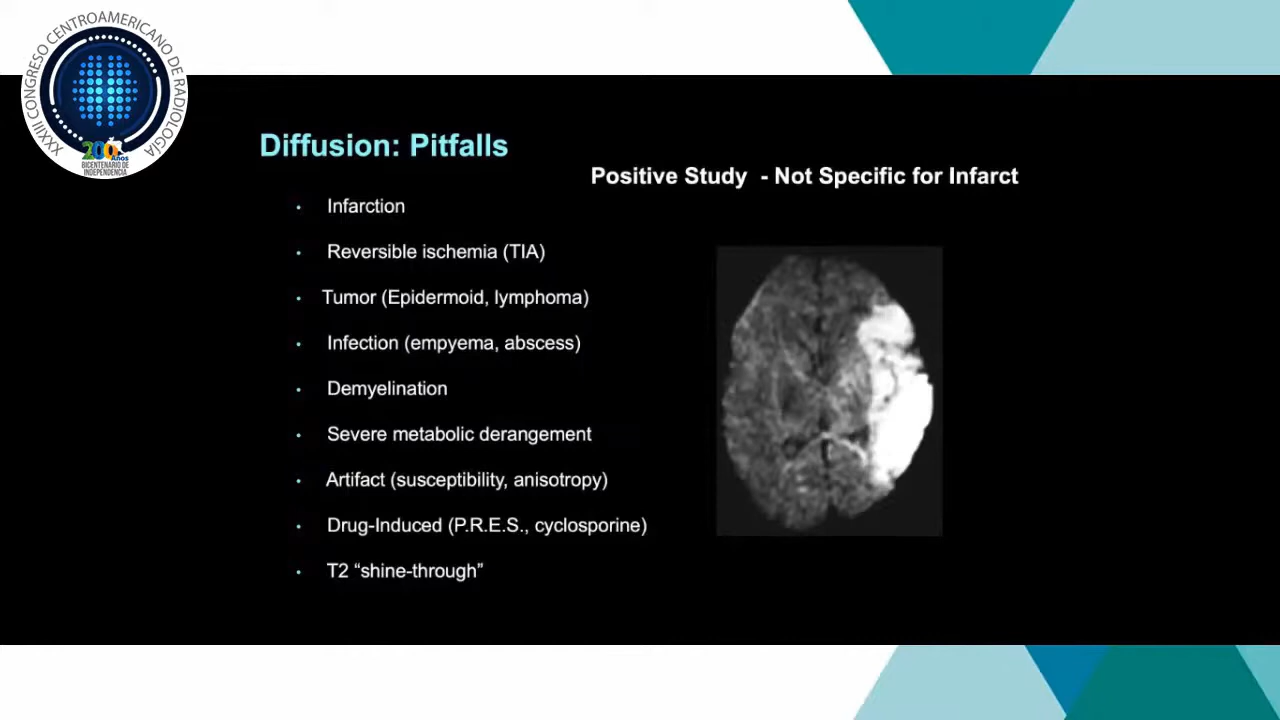 XXXIII CONGRESO CENTROAMERICANO DE RADIOLOGÍA
200 Años
BICENTENARIO DE
INDEPENDENCIA
Diffusion: Pitfalls
Positive Study - Not Specific for Infarct
• Infarction
• Reversible ischemia (TIA)
• Tumor (Epidermoid, lymphoma)
• Infection (empyema, abscess)
• Demyelination
• Severe metabolic derangement
• Artifact (susceptibility, anisotropy)
• Drug-Induced (P.R.E.S., cyclosporine)
• T2 “shine-through”